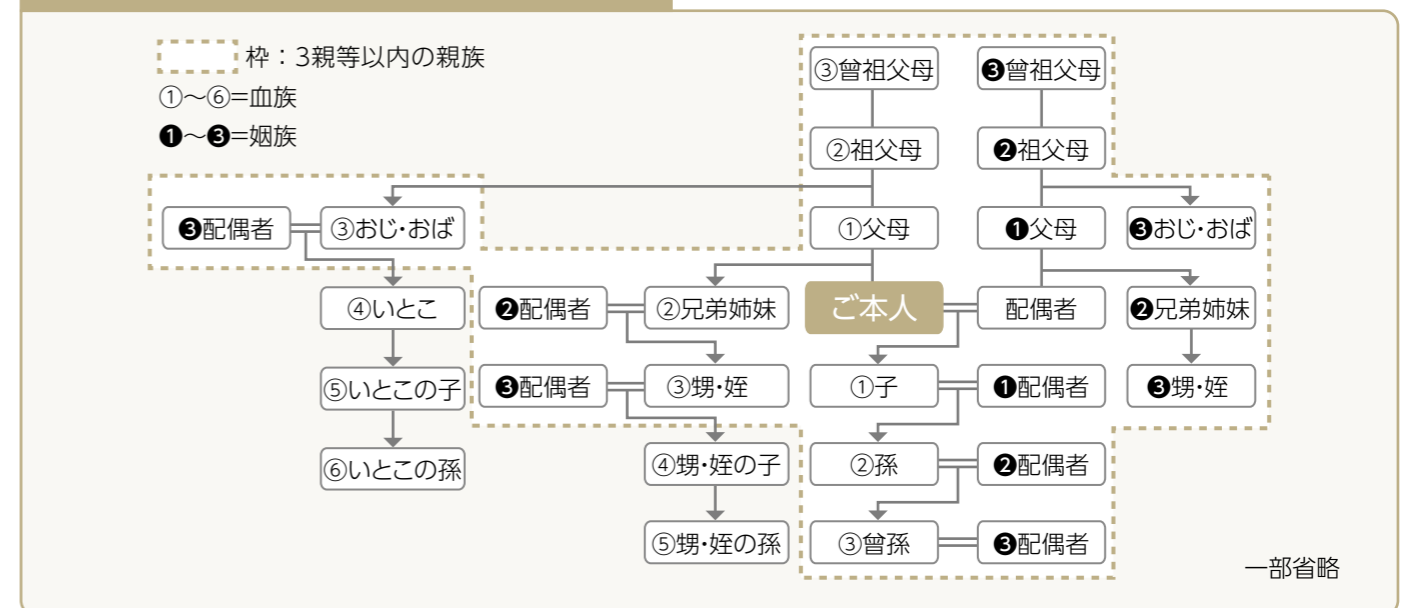 枠：3親等以内の親族
①～⑥=血族
❶～❸=姻族
③曾祖父母
❸曾祖父母
②祖父母
❷祖父母
❸配偶者
③おじ・おば
①父母
❶父母
❸おじ・おば
④いとこ
❷配偶者
②兄弟姉妹
ご本人
配偶者
❷兄弟姉妹
⑤いとこの子
❸配偶者
③甥・姪
①子
❶配偶者
❸甥・姪
⑥いとこの孫
④甥・姪の子
②孫
❷配偶者
⑤甥・姪の孫
③曾孫
❸配偶者
一部省略